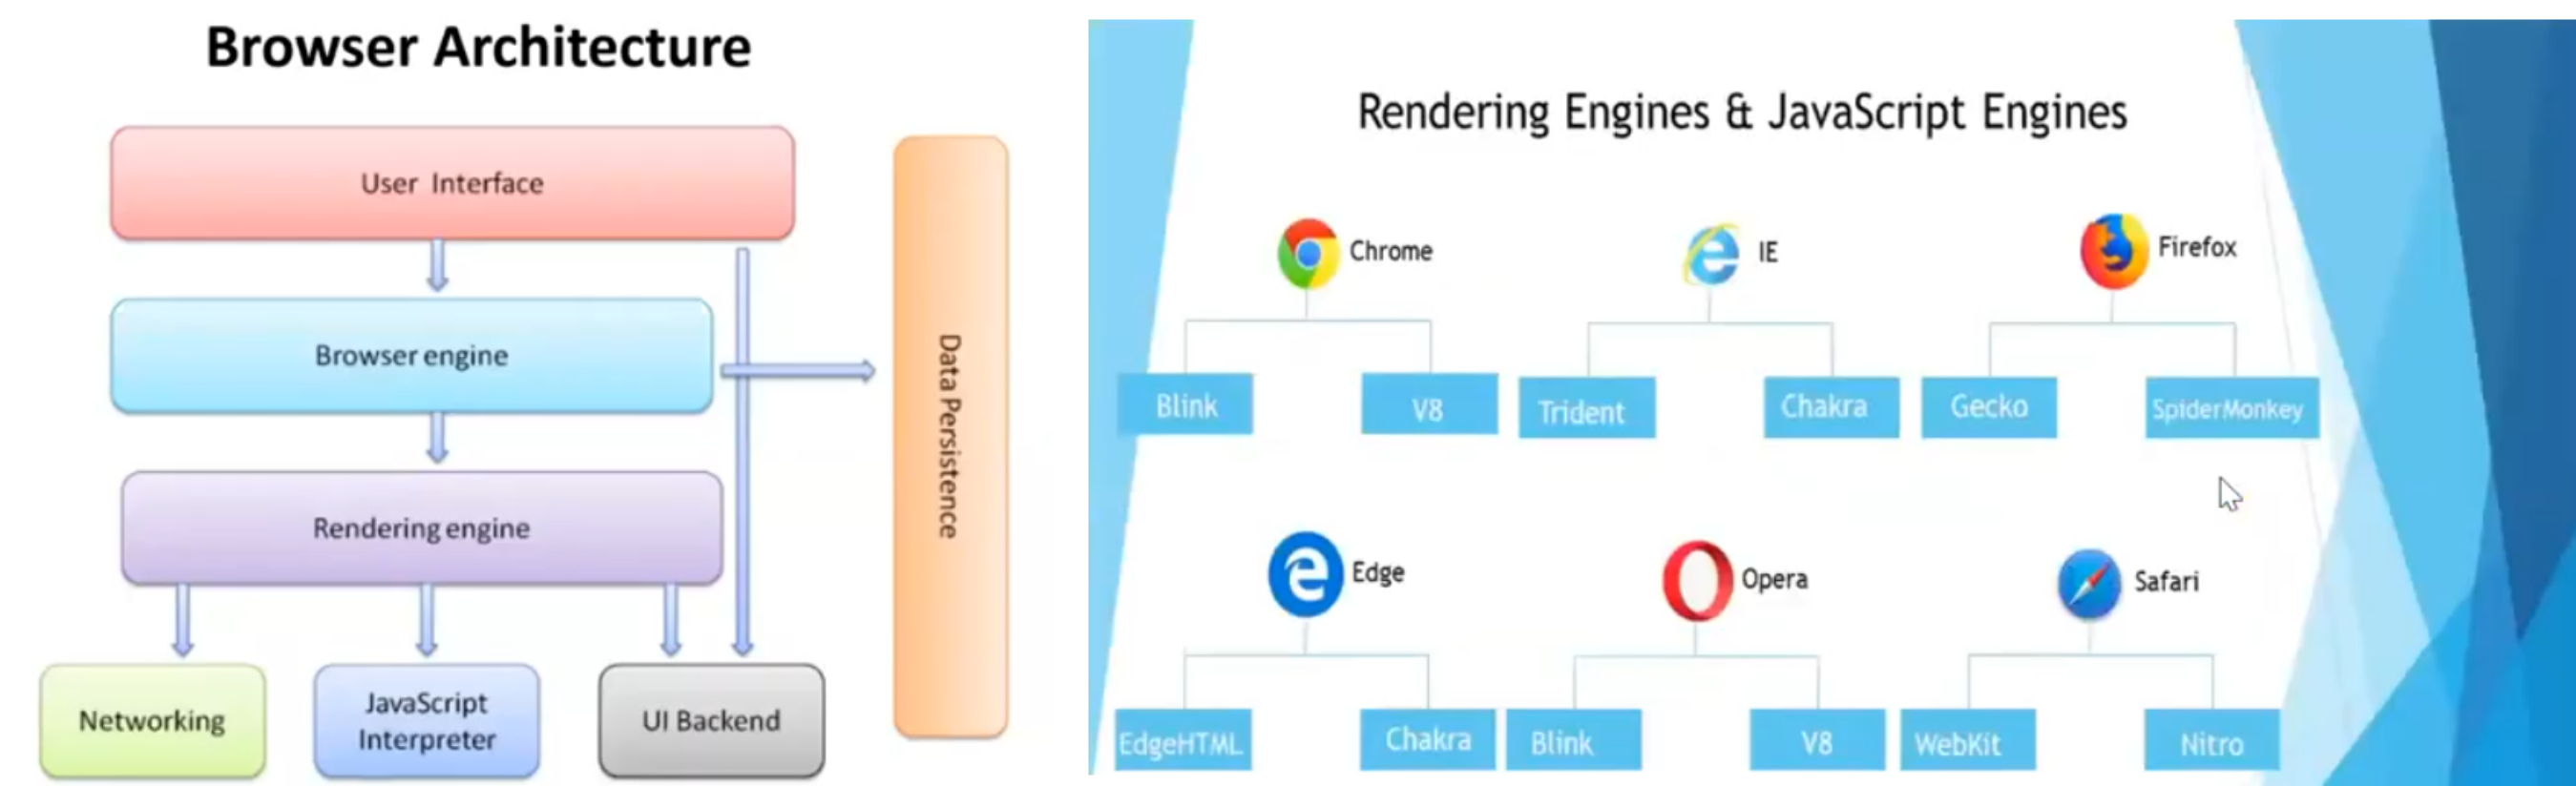 Browser Architecture
User Interface
Browser engine
Rendering engine
Networking
JavaScript
Interpreter
UI Backend
Data Persistence
Rendering Engines & JavaScript Engines
Chrome
IE
Firefox
Blink
V8
Trident
Chakra
Gecko
SpiderMonkey
Edge
Opera
Safari
EdgeHTML
Chakra
Blink
V8
WebKit
Nitro